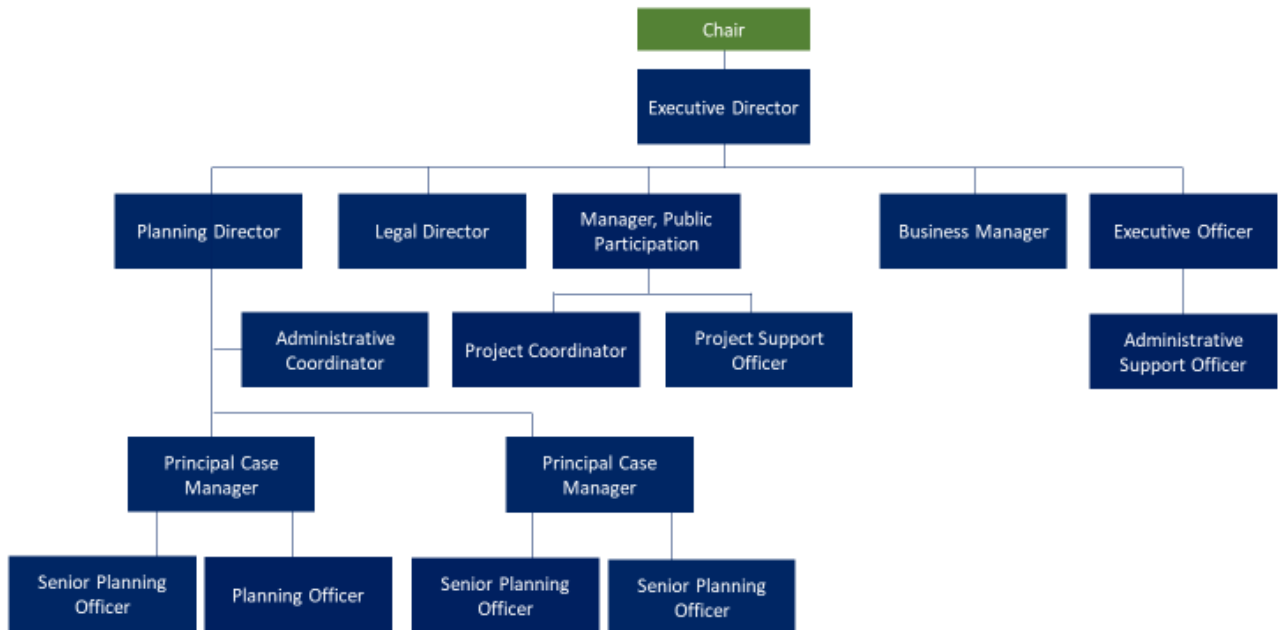 Chair
Executive Director
Planning Director
Legal Director
Manager, Public
Participation
Business Manager
Executive Officer
Administrative
Coordinator
Project Coordinator
Project Support
Officer
Administrative
Support Officer
Principal Case
Manager
Principal Case
Manager
Senior Planning
Officer
Planning Officer
Senior Planning
Officer
Senior Planning
Officer